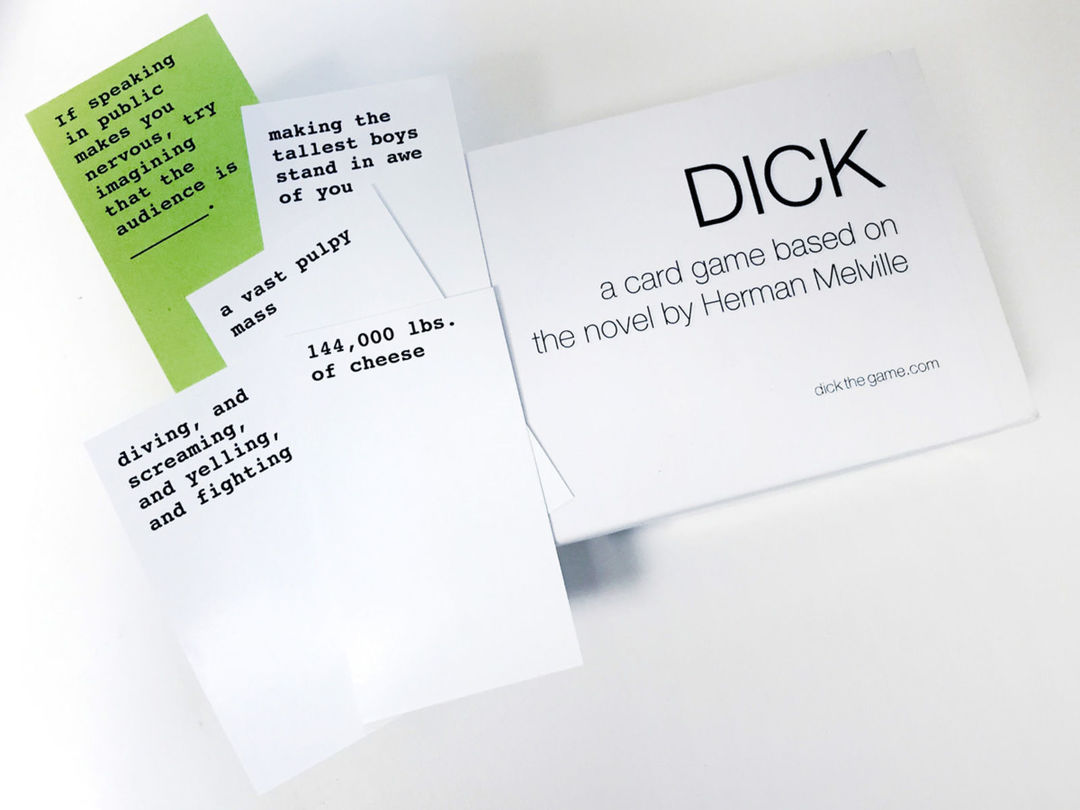 If speaking
in public
makes you
nervous, try
imagining
that the
audience is
_______.
making the
tallest boys
stand in awe
of you
a vast pulpy
mass
144,000 lbs.
of cheese
diving, and
screaming,
and yelling,
and fighting
DICK
a card game based on
the novel by Herman Melville
dickthegame.com